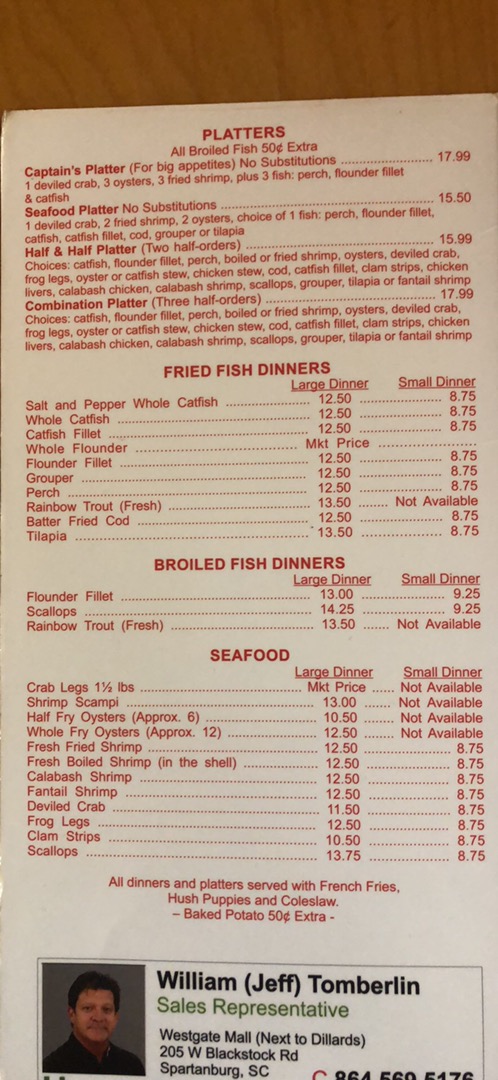 PLATTERS
All Broiled Fish 50¢ Extra
Captain's Platter (For big appetites) No Substitutions ........................ 17.99
1 deviled crab, 3 oysters, 3 fried shrimp, plus 3 fish: perch, flounder fillet
& catfish
Seafood Platter No Substitutions ........................ 15.50
1 deviled crab, 2 fried shrimp, 2 oysters, choice of 1 fish: perch, flounder fillet,
catfish, catfish fillet, cod, grouper or tilapia
Half & Half Platter (Two half-orders) ........................ 15.99
Choices: catfish, flounder fillet, perch, boiled or fried shrimp, oysters, deviled crab,
frog legs, oyster or catfish stew, chicken stew, cod, catfish fillet, clam strips, chicken
livers, calabash chicken, calabash shrimp, scallops, grouper, tilapia or fantail shrimp
Combination Platter (Three half-orders) ........................ 17.99
Choices: catfish, flounder fillet, perch, boiled or fried shrimp, oysters, deviled crab,
frog legs, oyster or catfish stew, chicken stew, cod, catfish fillet, clam strips, chicken
livers, calabash chicken, calabash shrimp, scallops, grouper, tilapia or fantail shrimp
FRIED FISH DINNERS
Large Dinner Small Dinner
Salt and Pepper Whole Catfish ........ 12.50 ........ 8.75
Whole Catfish ........ 12.50 ........ 8.75
Catfish Fillet ........ 12.50 ........ 8.75
Whole Flounder ........ Mkt Price ........
Flounder Fillet ........ 12.50 ........ 8.75
Grouper ........ 12.50 ........ 8.75
Perch ........ 12.50 ........ 8.75
Rainbow Trout (Fresh) ........ 13.50 ........ Not Available
Batter Fried Cod ........ 12.50 ........ 8.75
Tilapia ........ 13.50 ........ 8.75
BROILED FISH DINNERS
Large Dinner Small Dinner
Flounder Fillet ........ 13.00 ........ 9.25
Scallops ........ 14.25 ........ 9.25
Rainbow Trout (Fresh) ........ 13.50 ........ Not Available
SEAFOOD
Large Dinner Small Dinner
Crab Legs 1½ lbs ........ Mkt Price ...... Not Available
Shrimp Scampi ........ 13.00 ........ Not Available
Half Fry Oysters (Approx. 6) ........ 10.50 ........ Not Available
Whole Fry Oysters (Approx. 12) ........ 12.50 ........ Not Available
Fresh Fried Shrimp ........ 12.50 ........ 8.75
Fresh Boiled Shrimp (in the shell) ........ 12.50 ........ 8.75
Calabash Shrimp ........ 12.50 ........ 8.75
Fantail Shrimp ........ 12.50 ........ 8.75
Deviled Crab ........ 11.50 ........ 8.75
Frog Legs ........ 12.50 ........ 8.75
Clam Strips ........ 10.50 ........ 8.75
Scallops ........ 13.75 ........ 8.75
All dinners and platters served with French Fries,
Hush Puppies and Coleslaw.
– Baked Potato 50¢ Extra -
William (Jeff) Tomberlin
Sales Representative
Westgate Mall (Next to Dillards)
205 W Blackstock Rd
Spartanburg, SC
C 864-569-5176